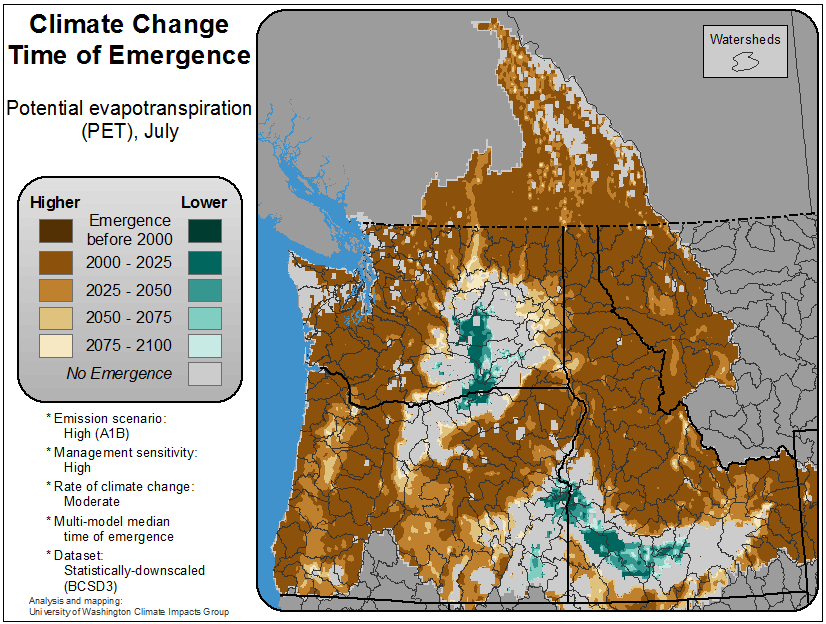 Climate Change
Time of Emergence
Potential evapotranspiration
(PET), July
Watersheds
Higher
Lower
Emergence
before 2000
2000 - 2025
2025 - 2050
2050 - 2075
2075 - 2100
No Emergence
* Emission scenario:
High (A1B)
* Management sensitivity:
High
* Rate of climate change:
Moderate
* Multi-model median
time of emergence
* Dataset:
Statistically-downscaled
(BCSD3)
Analysis and mapping:
University of Washington Climate Impacts Group